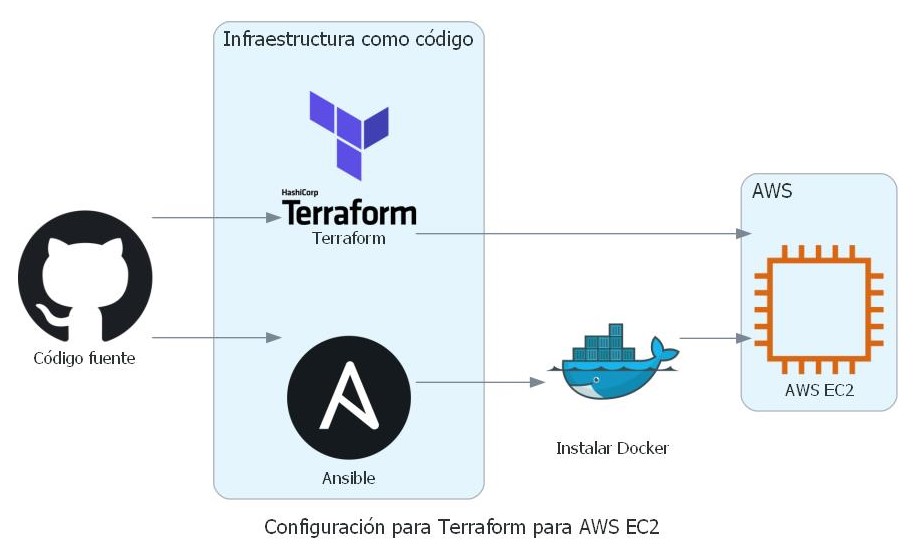 Infraestructura como código
HashiCorp
Terraform
Terraform
AWS
Código fuente
AWS EC2
Instalar Docker
Ansible
Configuración para Terraform para AWS EC2